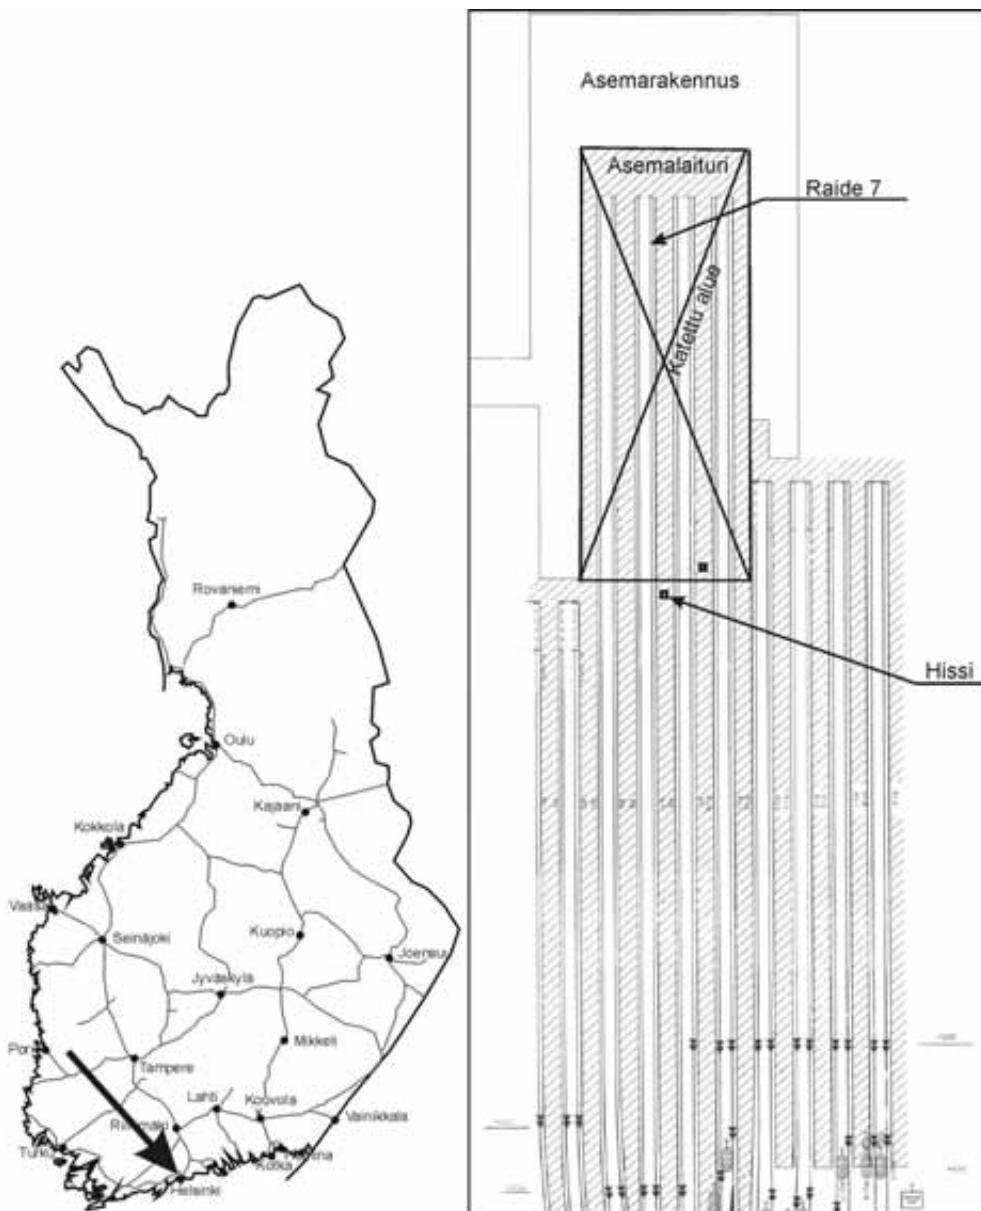 Asemarakennus
Asemalaituri
Raide 7
Katettu alue
Hissi
Rovaniemi
Oulu
Kajaani
Kokkola
Vaasa
Seinäjoki
Kuopio
Joensuu
Jyväskylä
Pori
Tampere
Mikkeli
Lahti
Kouvola
Vainikkala
Riihimäki
Turku
Kotka
Helsinki